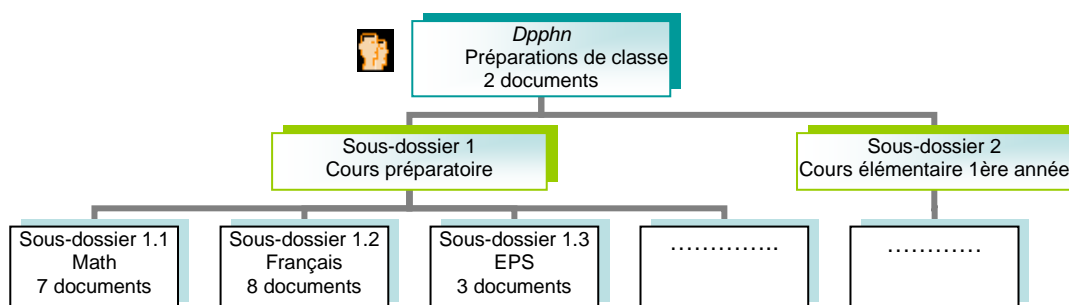 Dpphn
Préparations de classe
2 documents
Sous-dossier 1
Cours préparatoire
Sous-dossier 2
Cours élémentaire 1ère année
Sous-dossier 1.1
Math
7 documents
Sous-dossier 1.2
Français
8 documents
Sous-dossier 1.3
EPS
3 documents
…………..
…………